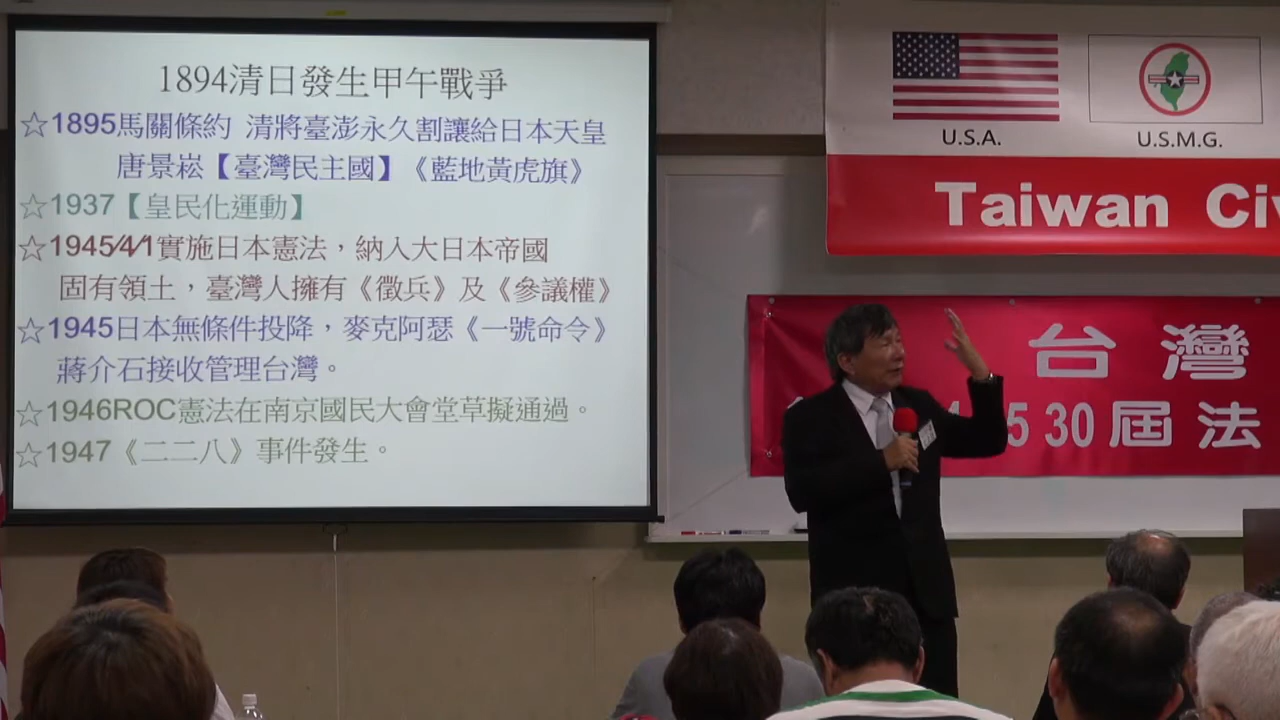 1894清日發生甲午戰爭
☆1895馬關條約 清將臺澎永久割讓給日本天皇
唐景崧【臺灣民主國】《藍地黃虎旗》
☆1937【皇民化運動】
☆1945/4/1實施日本憲法，納入大日本帝國
固有領土，臺灣人擁有《徵兵》及《參議權》
☆1945日本無條件投降，麥克阿瑟《一號命令》
蔣介石接收管理台灣。
☆1946ROC憲法在南京國民大會堂草擬通過。
☆1947《二二八》事件發生。
U.S.A.
U.S.M.G.
Taiwan Civ
台灣
5 30屆法